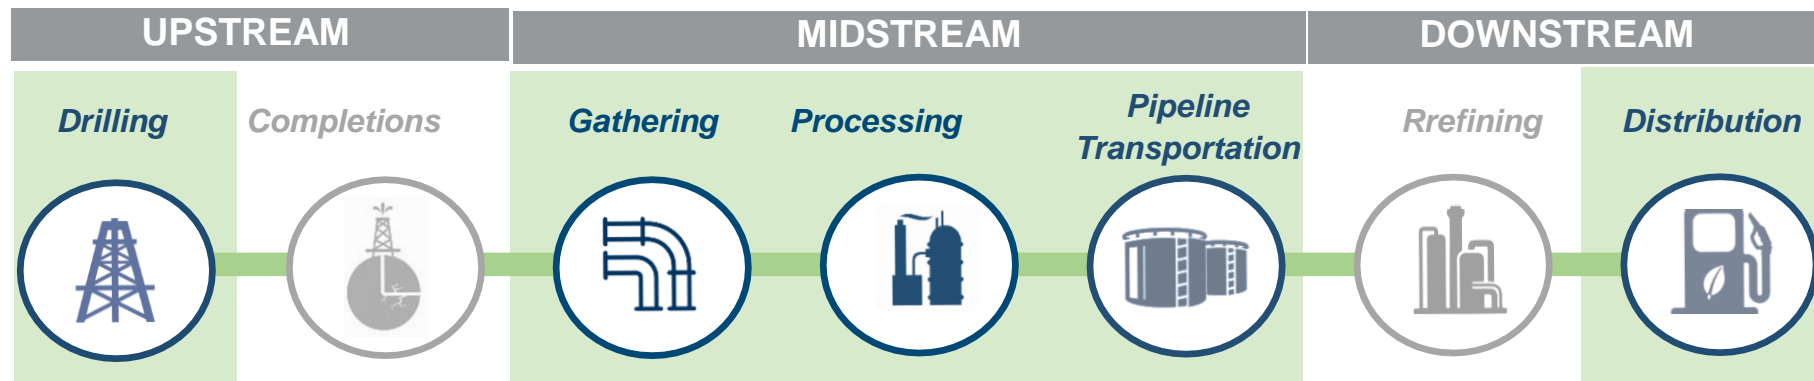 UPSTREAM
MIDSTREAM
DOWNSTREAM
Drilling
Completions
Gathering
Processing
Pipeline
Transportation
Rrefining
Distribution